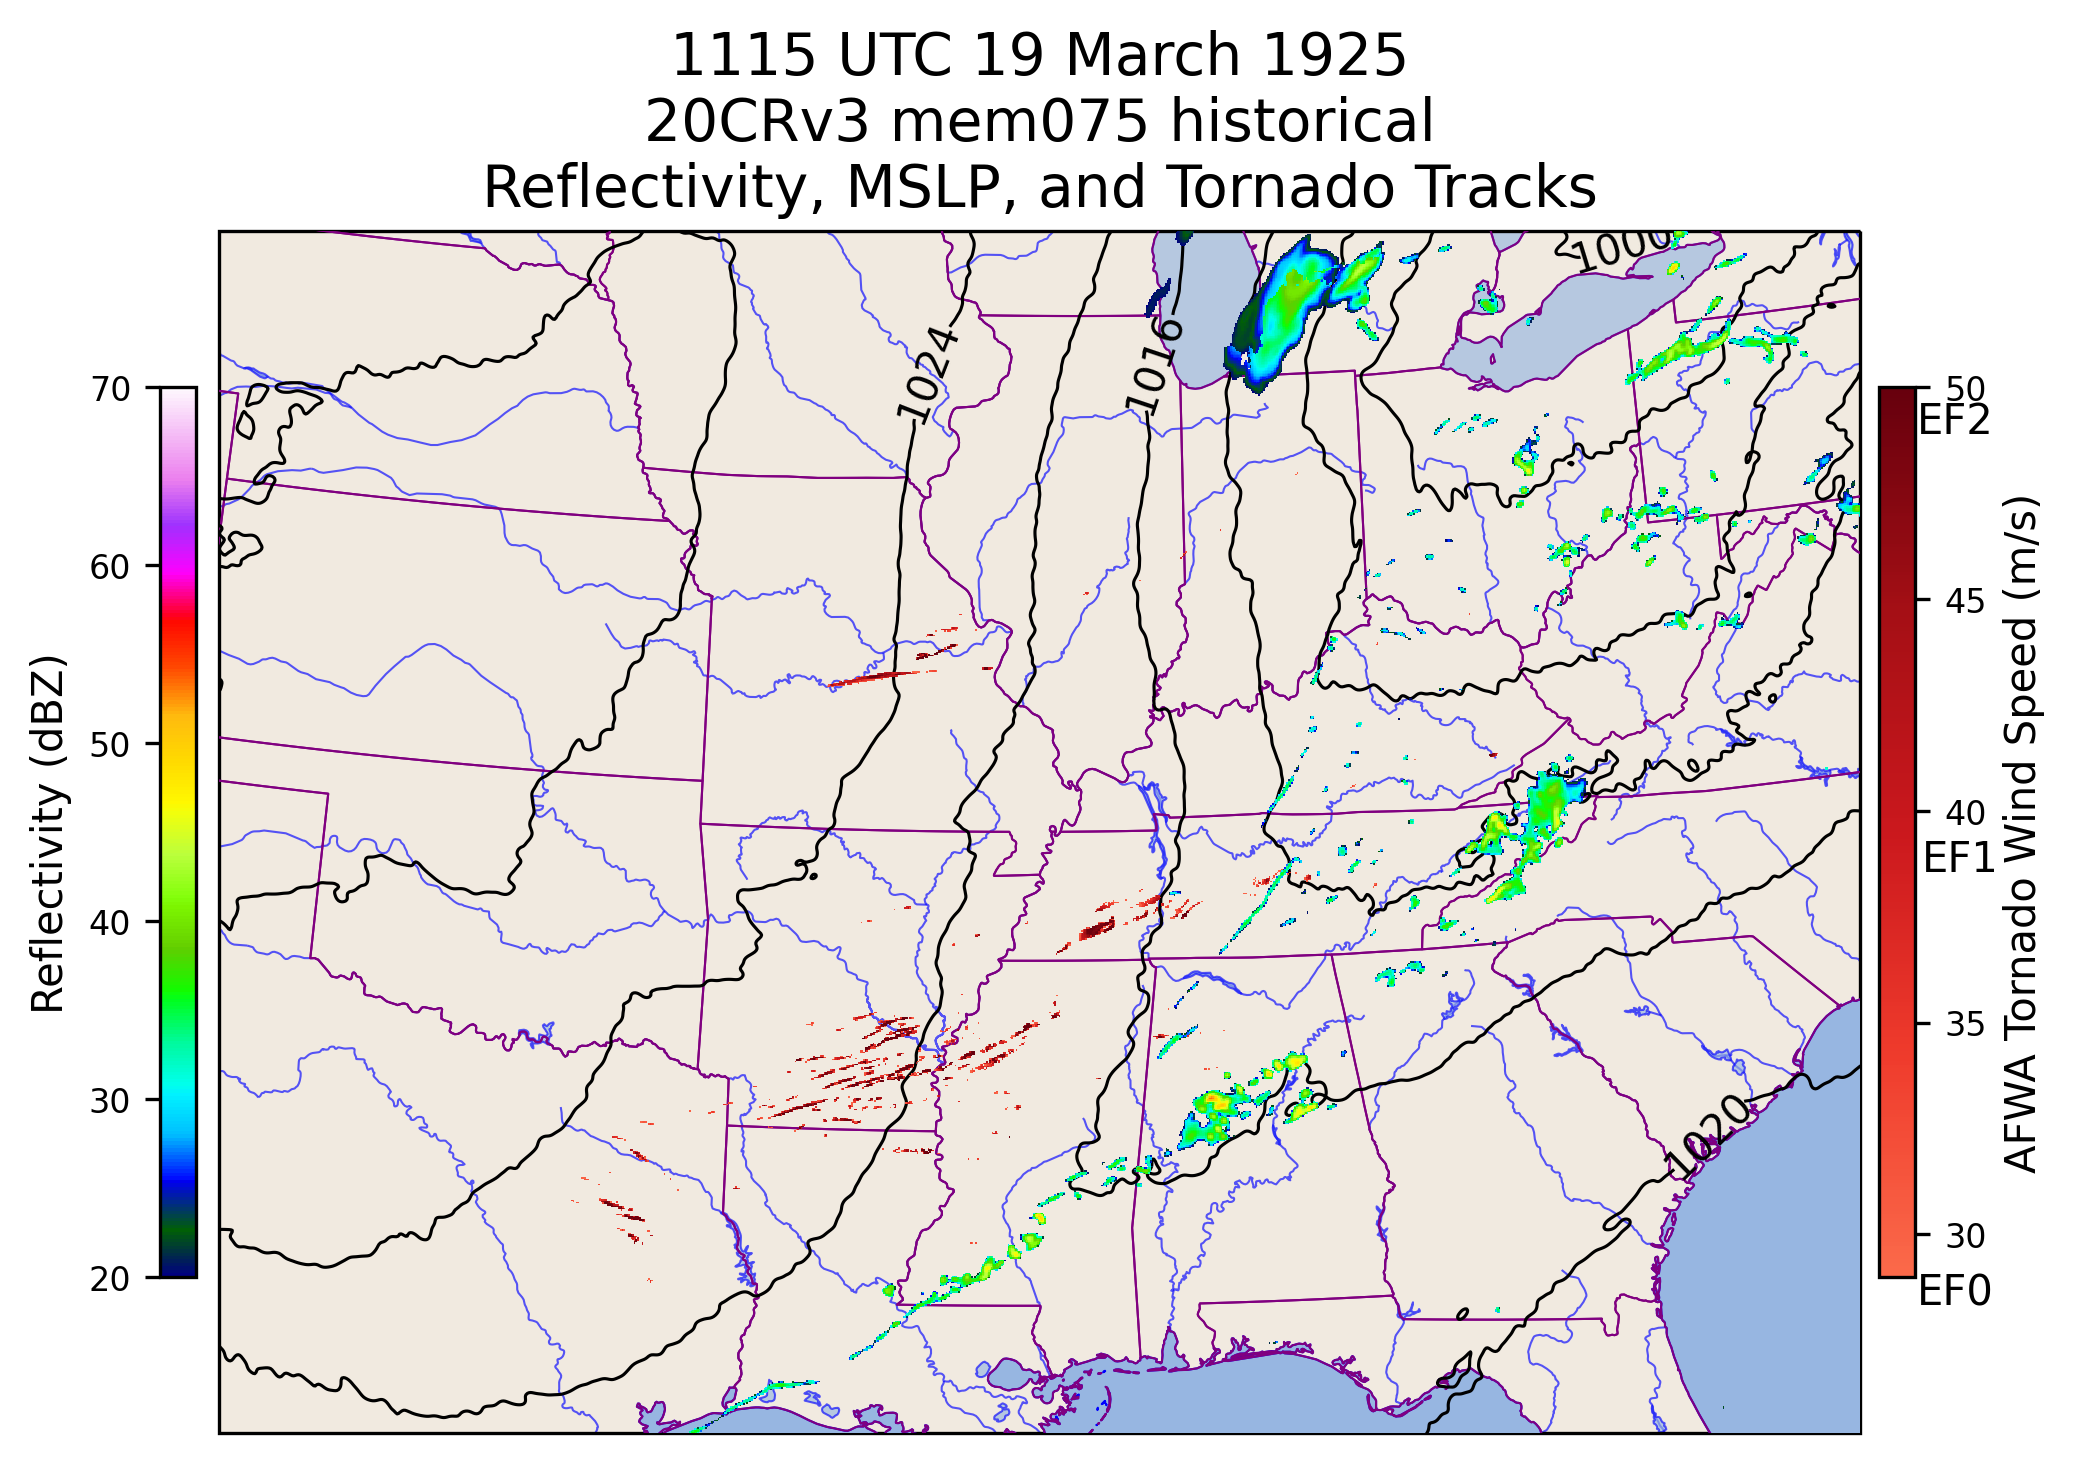 1115 UTC 19 March 1925
20CRv3 mem075 historical
Reflectivity, MSLP, and Tornado Tracks
1000
1024
1016
1020
70
60
50
40
30
20
Reflectivity (dBZ)
50
EF2
45
40
EF1
35
30
EF0
AFWA Tornado Wind Speed (m/s)